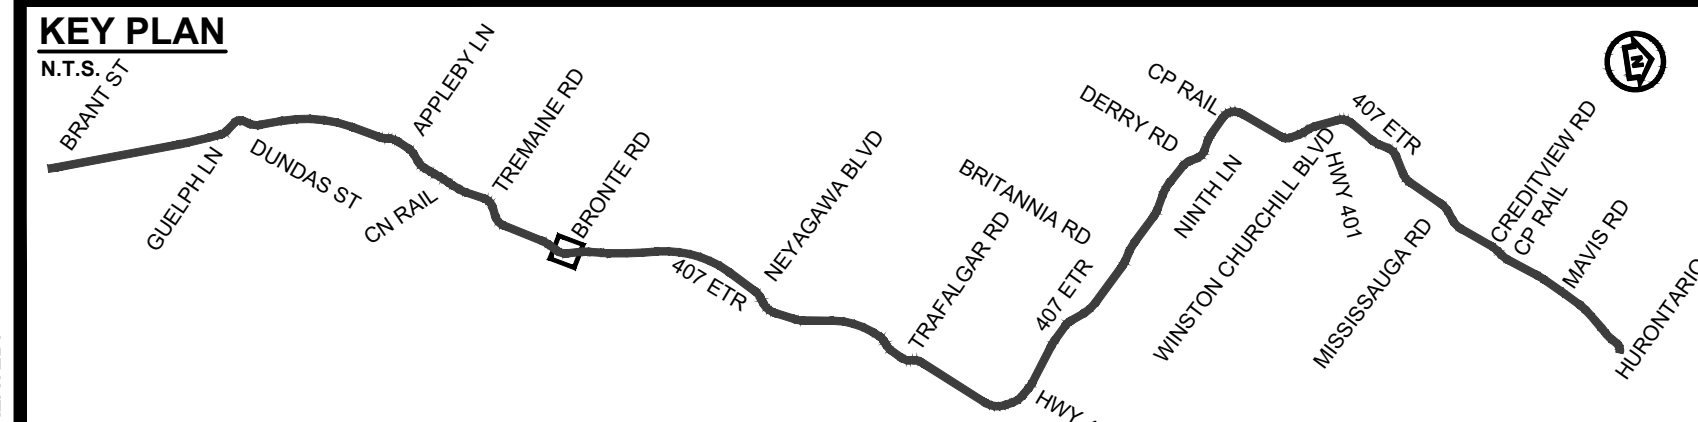 KEY PLAN
N.T.S.
BRANT ST
GUELPH LN
DUNDAS ST
APPLEBY LN
CN RAIL
TREMAINE RD
BRONTE RD
407 ETR
NEYAGAWA BLVD
TRAFALGAR RD
HWY
407 ETR
BRITANNIA RD
DERRY RD
CP RAIL
NINTH LN
WINSTON CHURCHILL BLVD
HWY 401
407 ETR
MISSISSAUGA RD
CREDITVIEW RD
CP RAIL
MAVIS RD
HURONTARIO
N